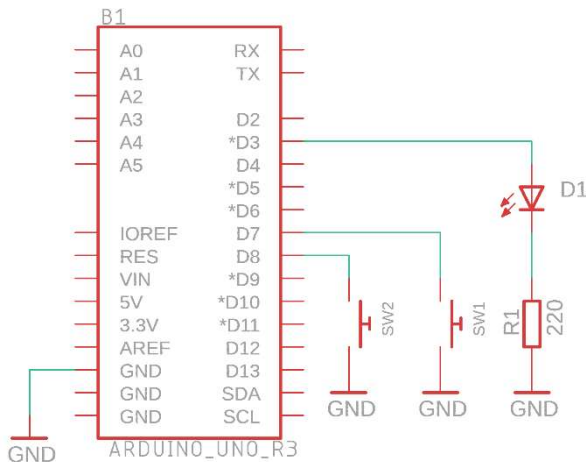 B1
A0 RX
A1 TX
A2
A3 D2
A4 *D3
A5 D4
*D5
*D6
IOREF D7
RES D8
VIN *D9
5V *D10
3.3V *D11
AREF D12
GND D13
GND SDA
GND SCL
ARDUINO_UNO_R3
GND
SW2
GND
SW1
GND
D1
R1
220
GND